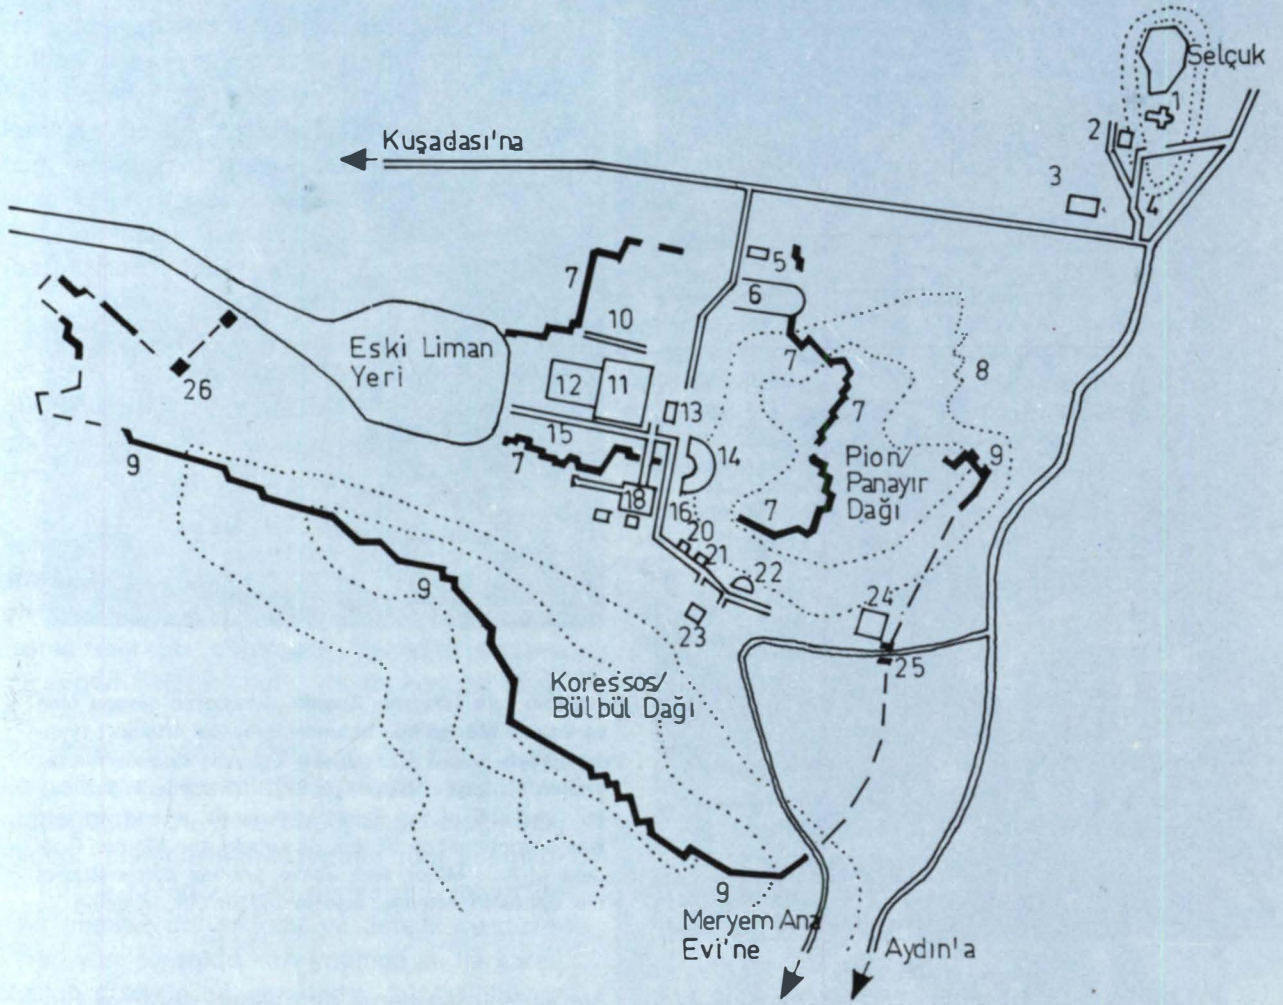 Selçuk
1
2
Kuşadası'na
3
4
5
7
6
10
Eski Liman
Yeri
7
8
12
11
26
13
7
15
9
7
14
Pion/
Panayır
Dağı
9
18
16
7
20
21
22
9
24
23
25
Koressos/
Bülbül Dağı
9
Meryem Ana
Evi'ne
Aydın'a